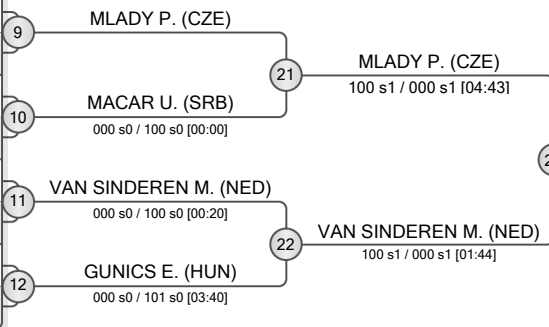 9
MLADY P. (CZE)
21
MLADY P. (CZE)
100 s1 / 000 s1 [04:43]
10
MACAR U. (SRB)
000 s0 / 100 s0 [00:00]
11
VAN SINDEREN M. (NED)
000 s0 / 100 s0 [00:20]
22
VAN SINDEREN M. (NED)
100 s1 / 000 s1 [01:44]
12
GUNICS E. (HUN)
000 s0 / 101 s0 [03:40]